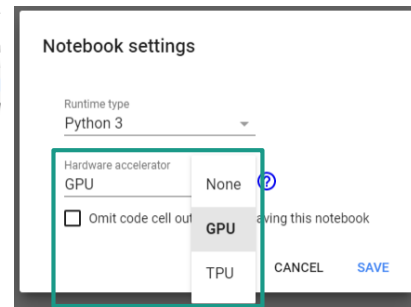 Notebook settings
Runtime type
Python 3
Hardware accelerator
GPU
None
?
Omit code cell out aving this notebook
GPU
TPU
CANCEL SAVE